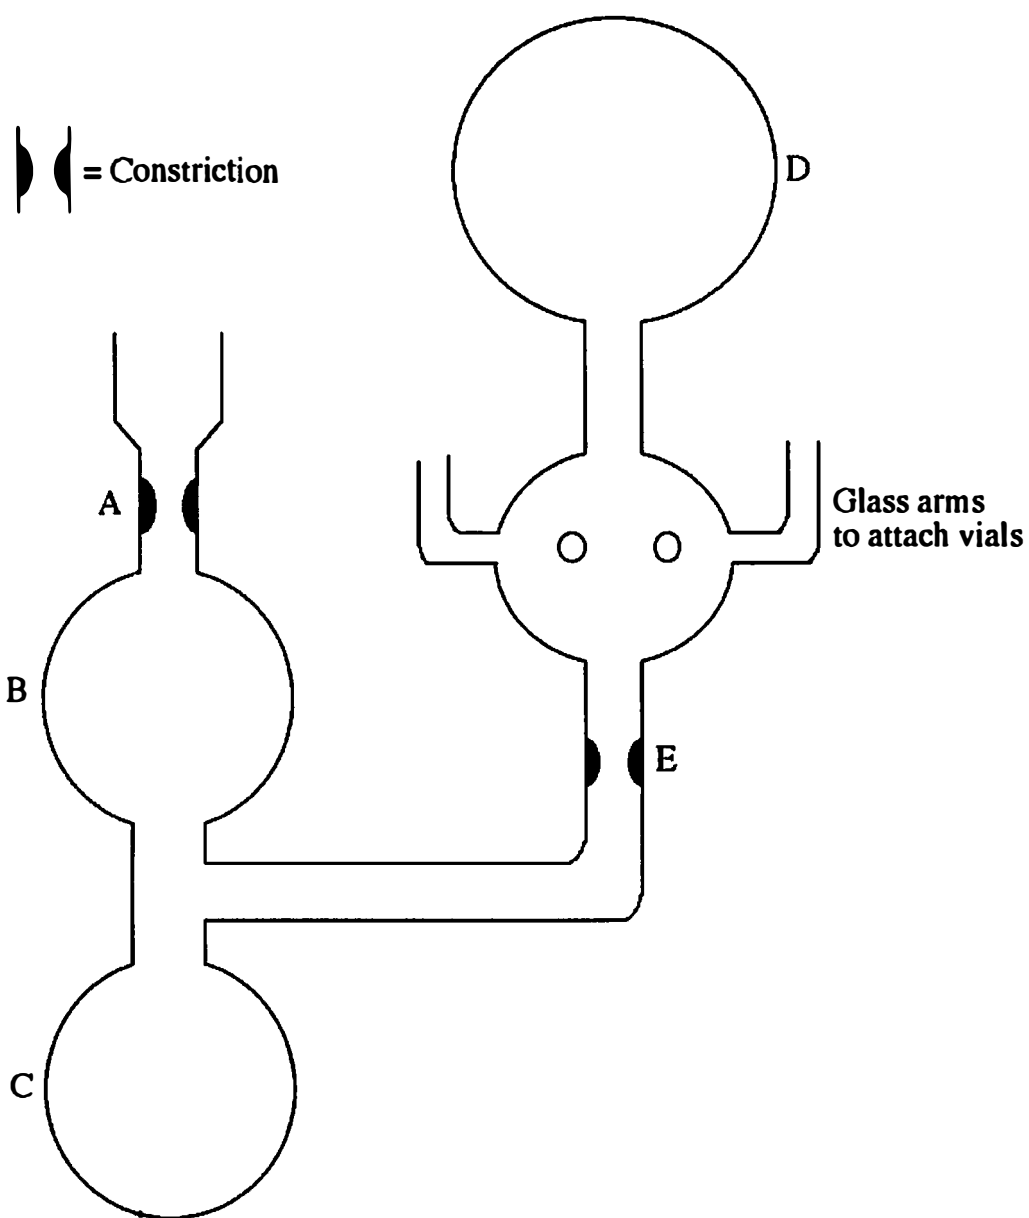 = Constriction
D
A
Glass arms
to attach vials
B
E
C